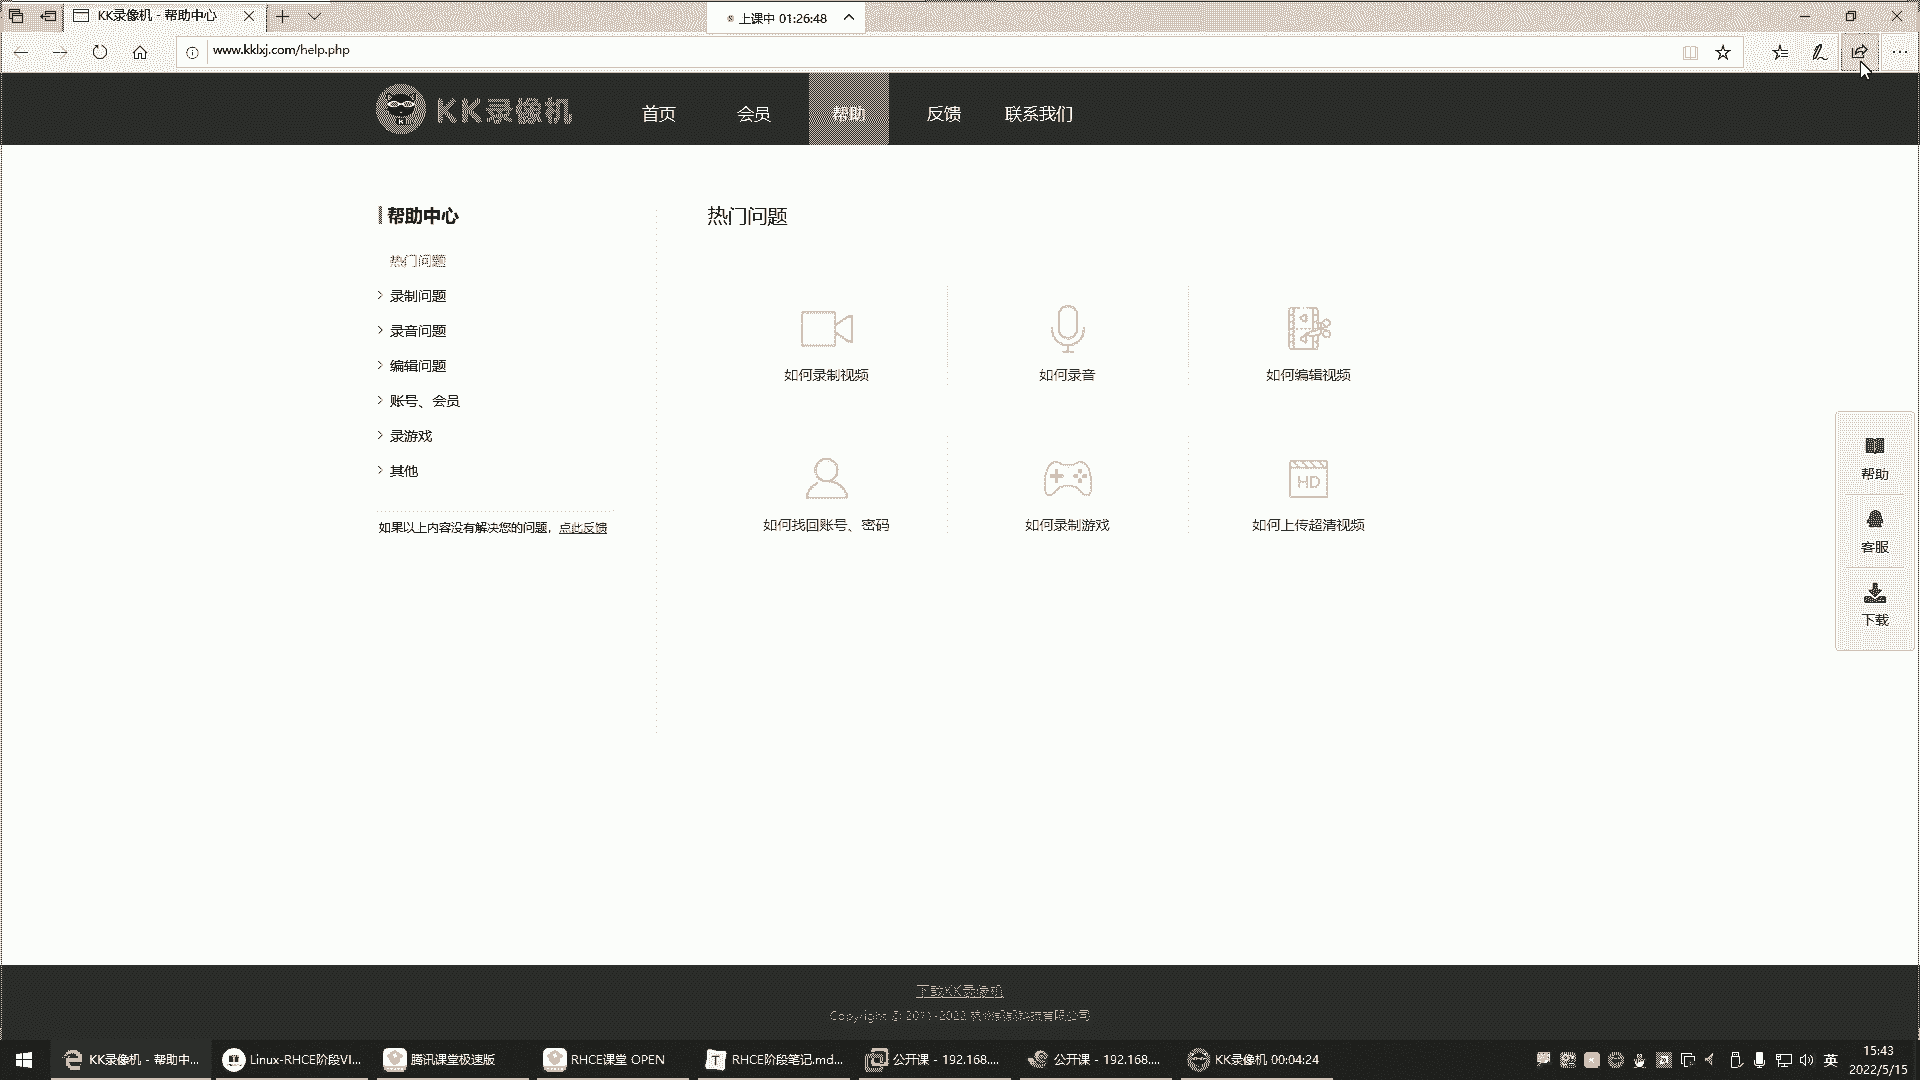 KK录像机 - 帮助中心
上课中 01:26:48
www.kklxj.com/help.php
KK录像机
首页
会员
帮助
反馈
联系我们
帮助中心
热门问题
录制问题
录音问题
编辑问题
账号、会员
录游戏
其他
如果以上内容没有解决您的问题，点此反馈
热门问题
如何录制视频
如何录音
如何编辑视频
如何找回账号、密码
如何录制游戏
HD
如何上传超清视频
帮助
客服
下载
下载KK录像机
Copyright © 2011-2022
KK录像机 - 帮助中...
Linux-RHCE阶段VI...
腾讯课堂极速版
RHCE课堂 OPEN
RHCE阶段笔记.md...
公开课 - 192.168....
公开课 - 192.168....
KK录像机 00:04:24
英
15:43
2022/5/15